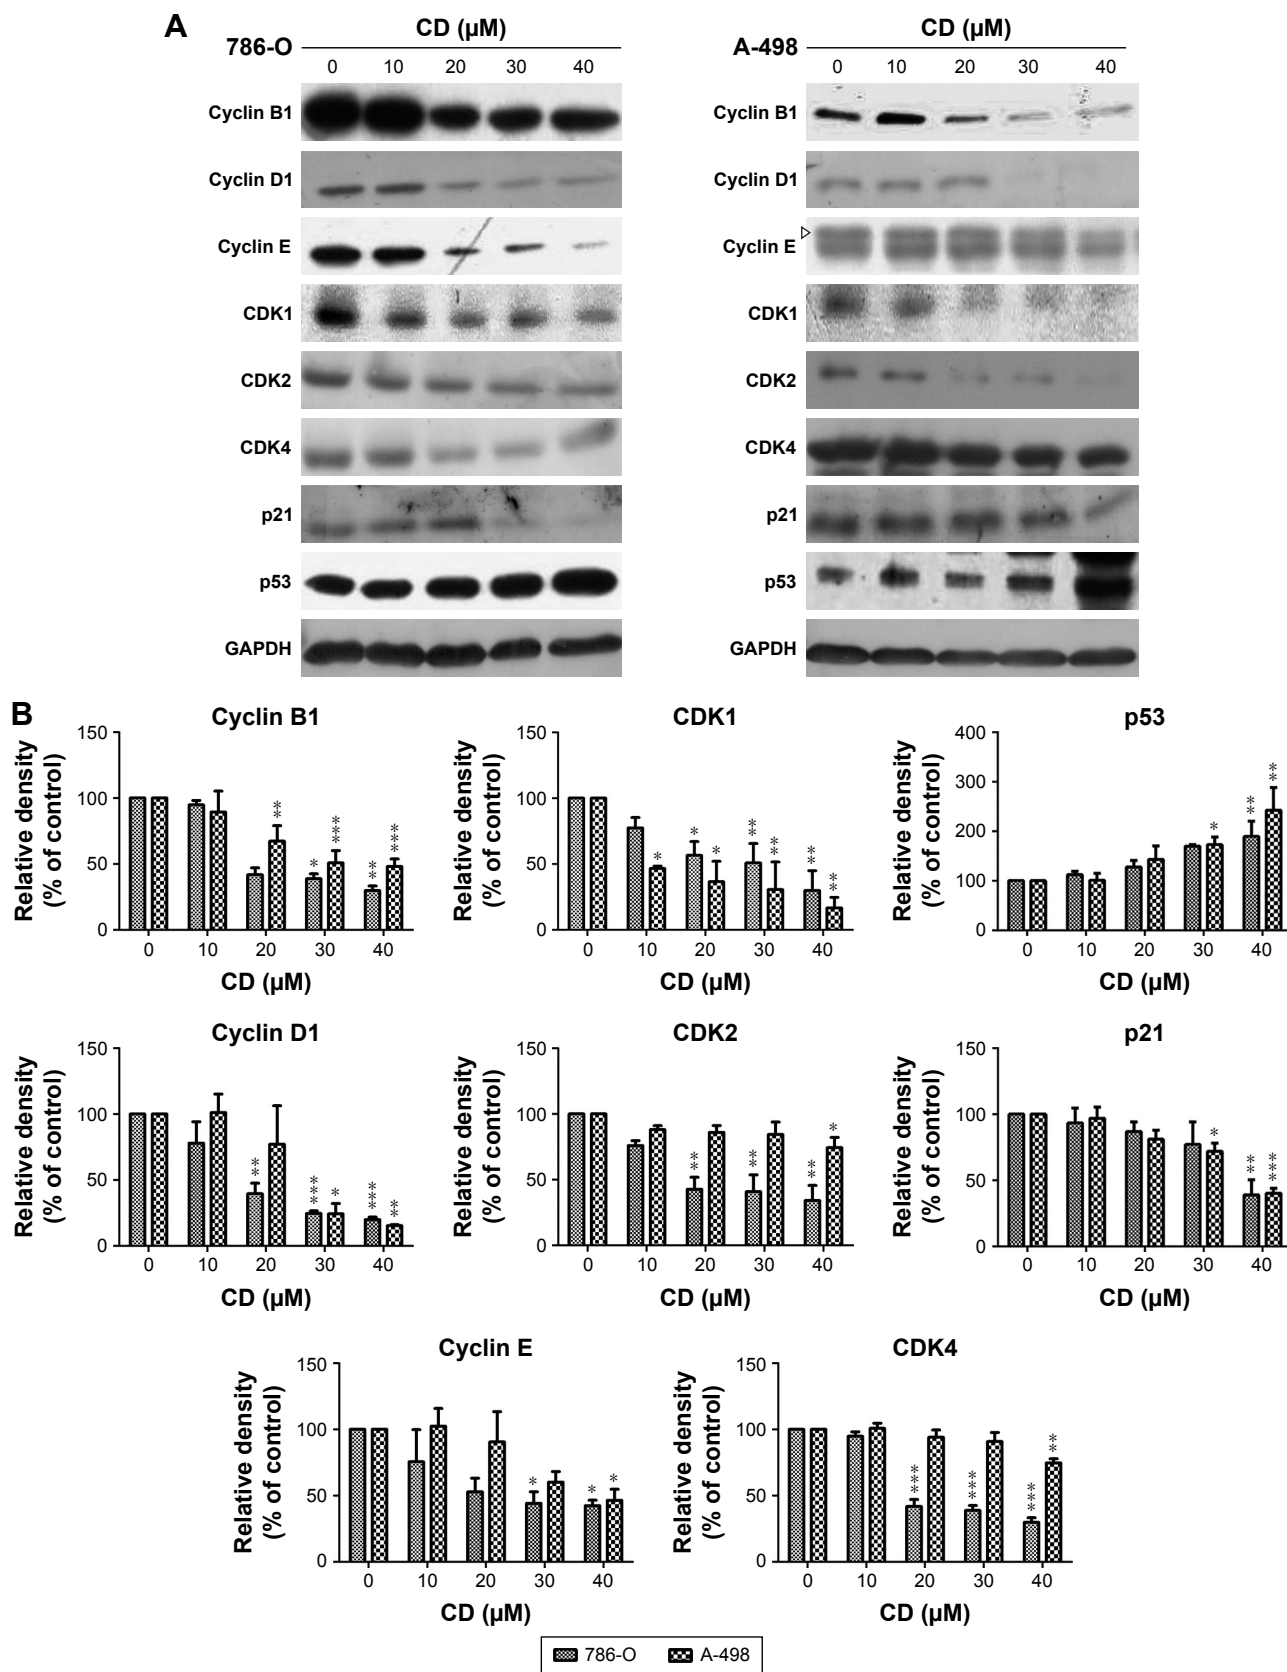 A
CD (µM)
786-O
0 10 20 30 40
Cyclin B1
Cyclin D1
Cyclin E
CDK1
CDK2
CDK4
p21
p53
GAPDH
CD (µM)
A-498
0 10 20 30 40
Cyclin B1
Cyclin D1
Cyclin E
CDK1
CDK2
CDK4
p21
p53
GAPDH
B
Cyclin B1
Relative density
(% of control)
150
100
50
0
** *** ***
* **
0 10 20 30 40
CD (µM)
CDK1
Relative density
(% of control)
150
100
50
0
* * * ** ** ** **
0 10 20 30 40
CD (µM)
p53
Relative density
(% of control)
400
300
200
100
0
* ** **
0 10 20 30 40
CD (µM)
Cyclin D1
Relative density
(% of control)
150
100
50
0
** *** * *** **
0 10 20 30 40
CD (µM)
CDK2
Relative density
(% of control)
150
100
50
0
** ** ** *
0 10 20 30 40
CD (µM)
p21
Relative density
(% of control)
150
100
50
0
* ** ***
0 10 20 30 40
CD (µM)
Cyclin E
Relative density
(% of control)
150
100
50
0
* * *
0 10 20 30 40
CD (µM)
CDK4
Relative density
(% of control)
150
100
50
0
*** *** *** **
0 10 20 30 40
CD (µM)
786-O A-498